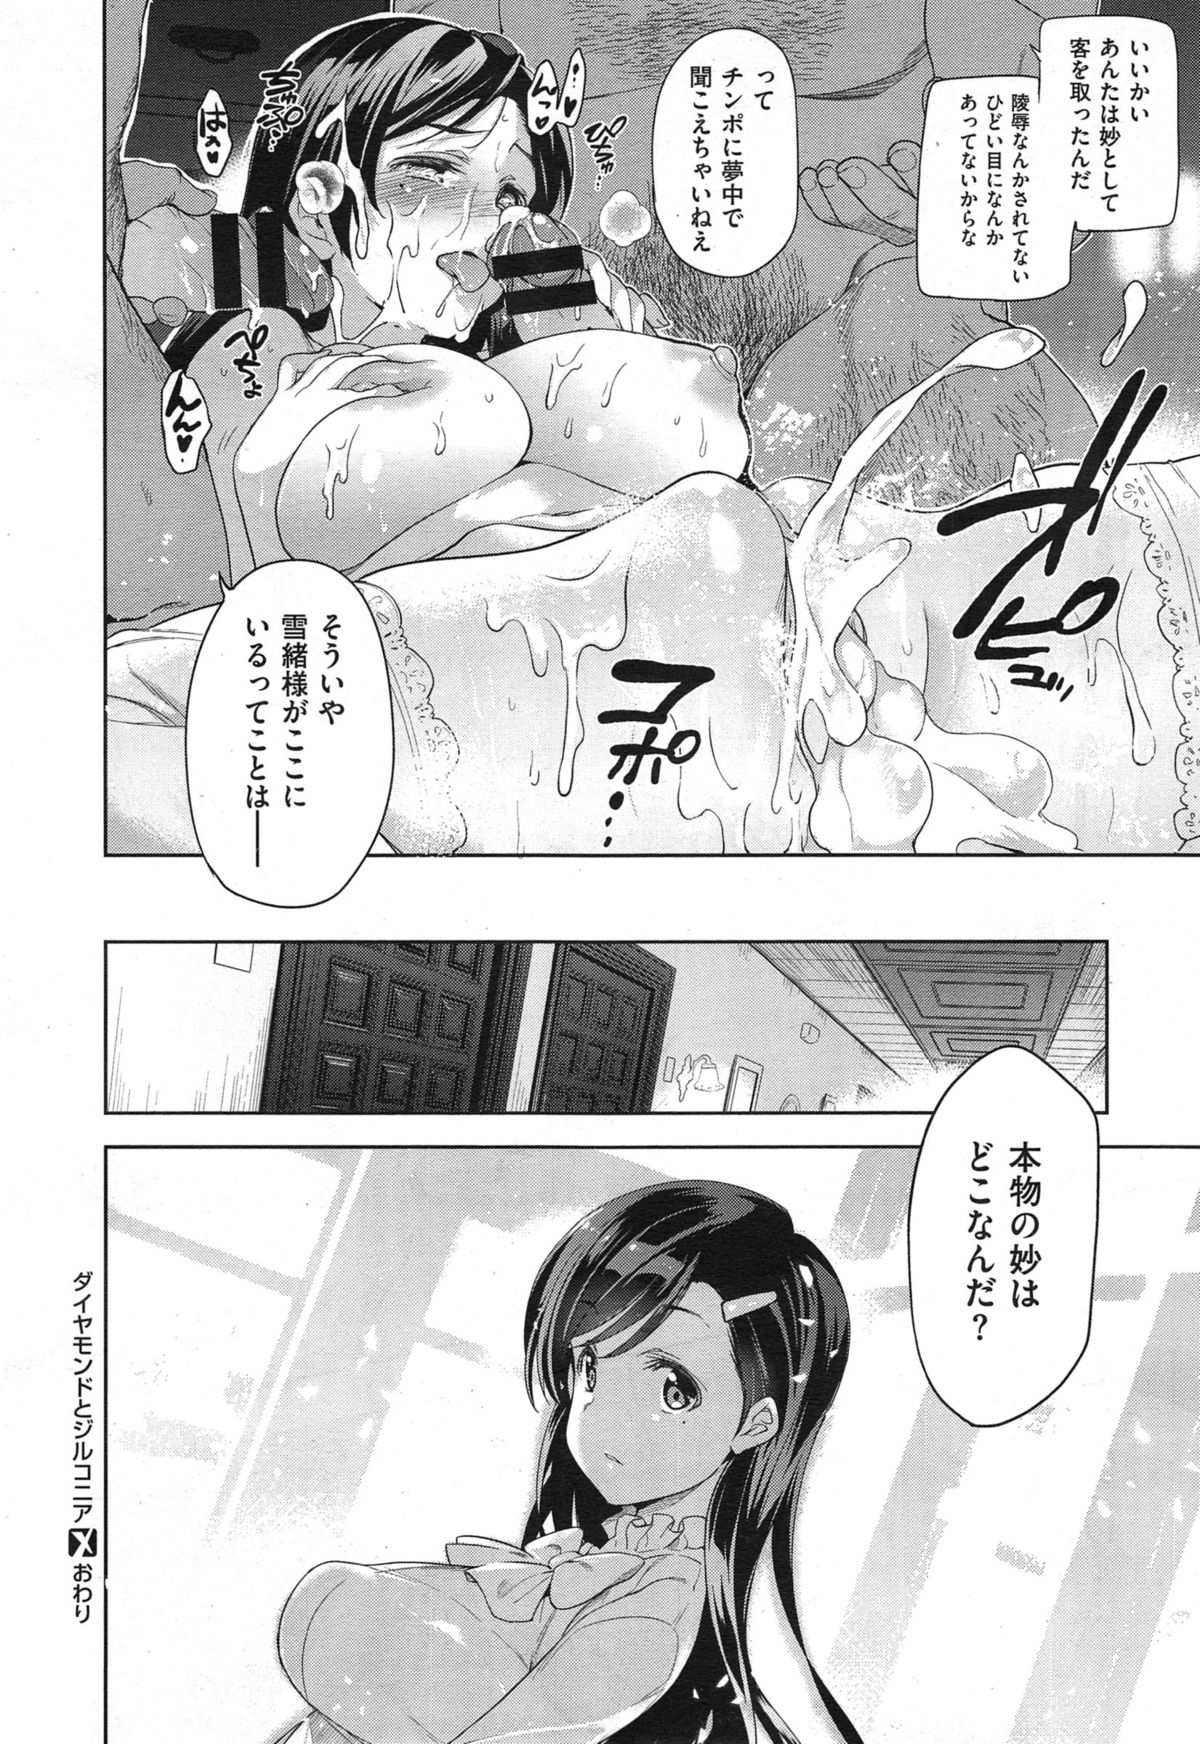 いいかい
あんたは妙として
客を取ったんだ
陵辱なんかされてない
ひどい目になんか
あってないからな
って
チンポに夢中で
聞こえちゃいねえ
んっ♥
ぴちゅ
ちゅぷ
はぁ♥
ぺちょ
んんっ♥
ドプ
ビュッ
コポ…
そういや
雪緒様がここに
いるってことは――
本物の妙は
どこなんだ？
ダイヤモンドとジルコニア X おわり